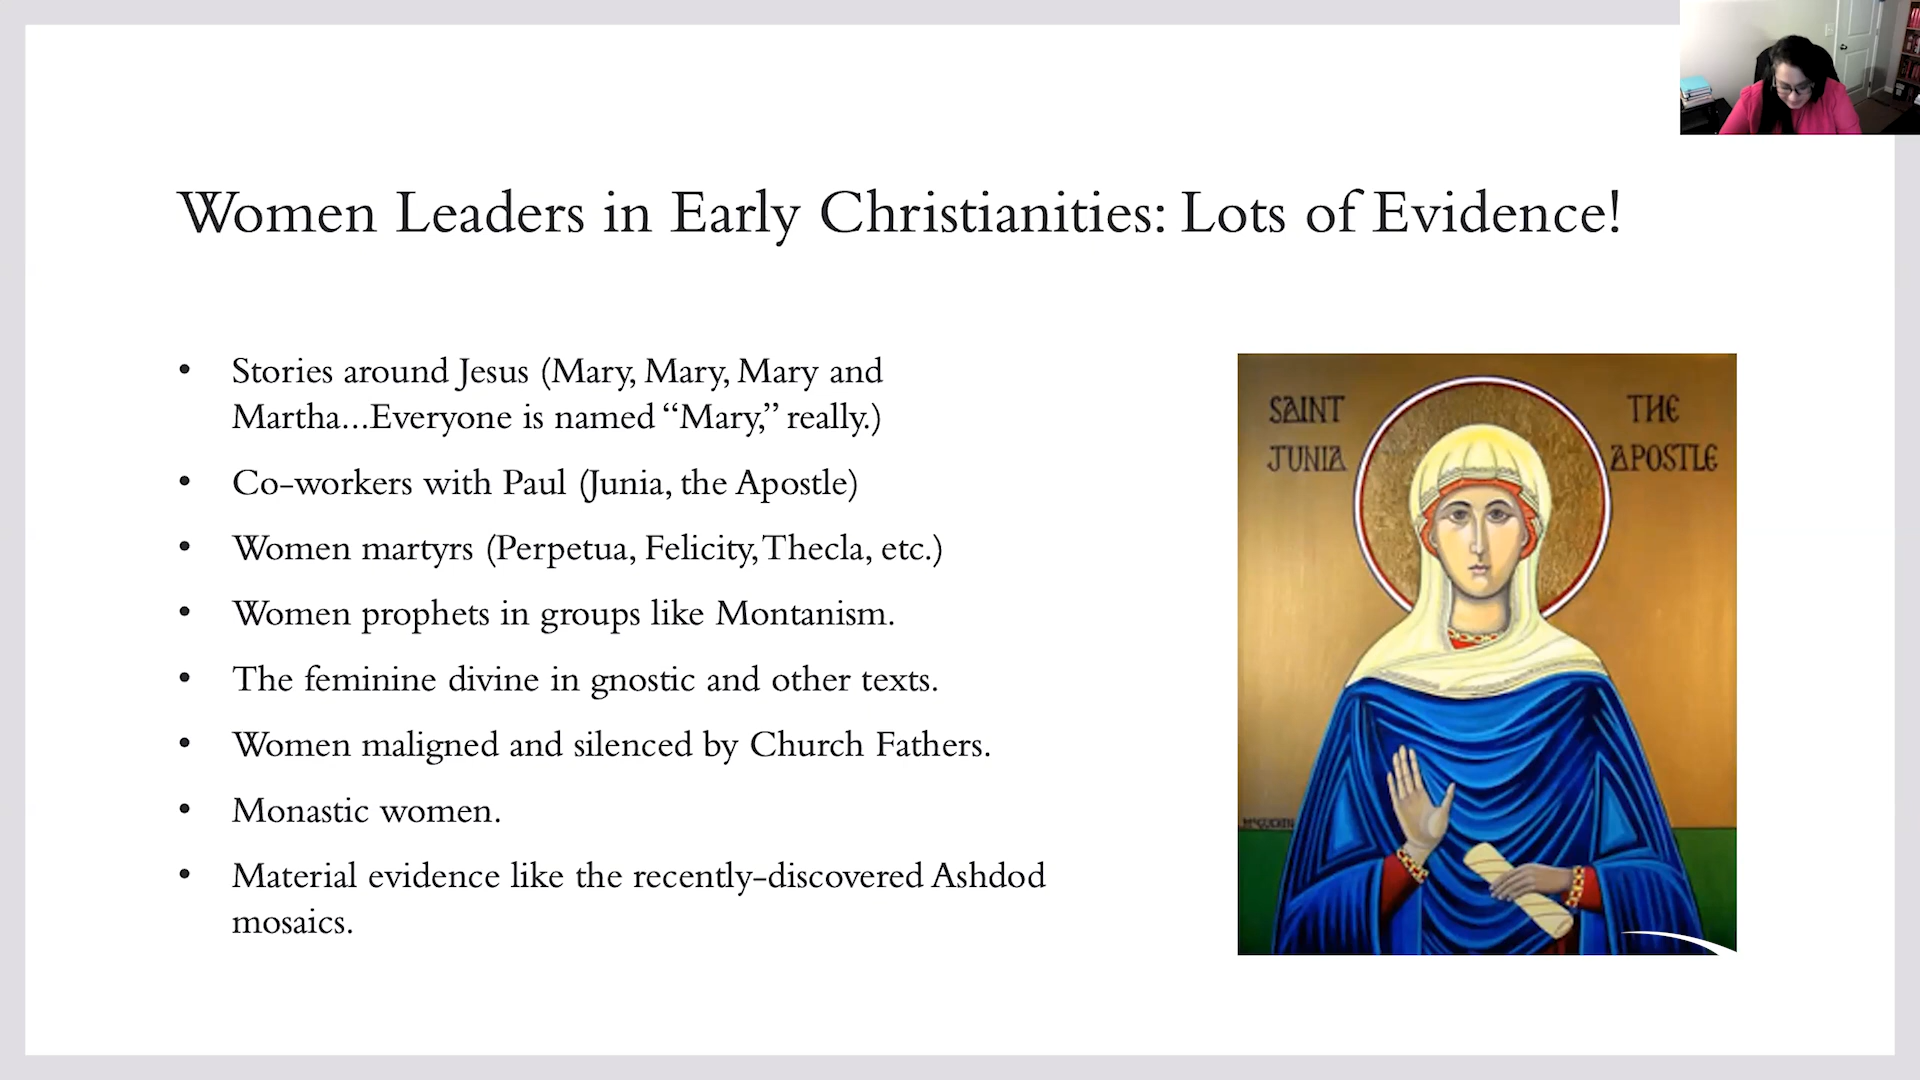 Women Leaders in Early Christianities: Lots of Evidence!
• Stories around Jesus (Mary, Mary, Mary and
Martha...Everyone is named “Mary,” really.)
• Co-workers with Paul (Junia, the Apostle)
• Women martyrs (Perpetua, Felicity, Thecla, etc.)
• Women prophets in groups like Montanism.
• The feminine divine in gnostic and other texts.
• Women maligned and silenced by Church Fathers.
• Monastic women.
• Material evidence like the recently-discovered Ashdod
mosaics.
SAINT
JUNIA
THE
APOSTLE